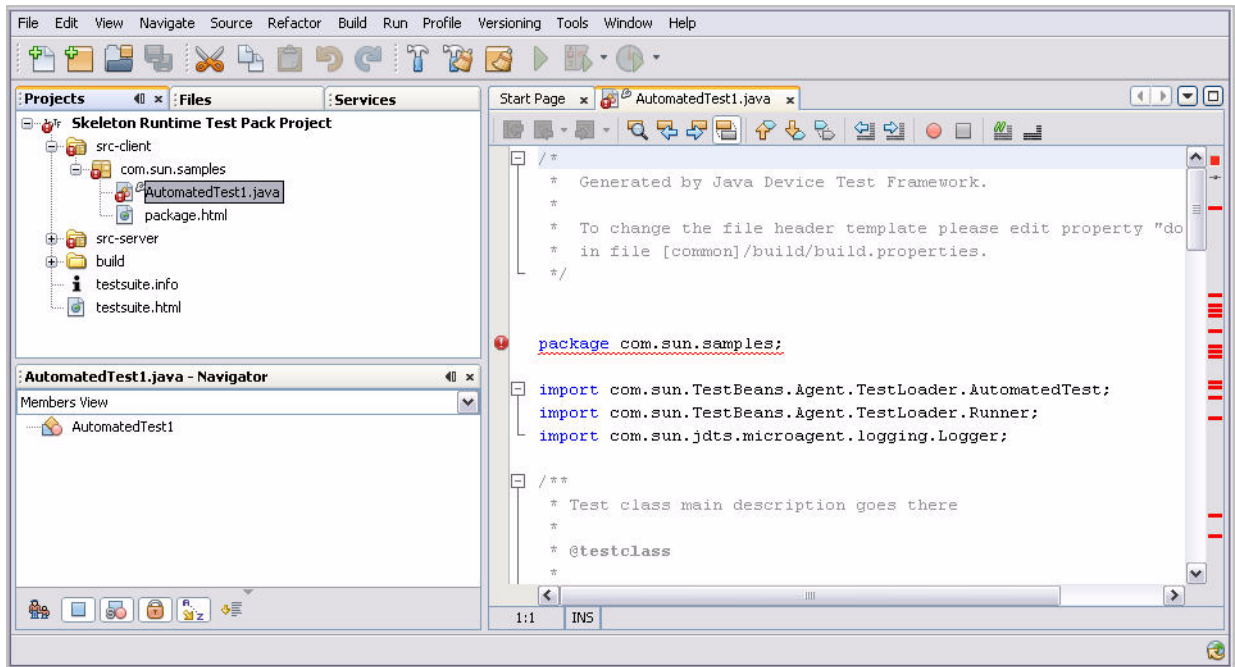 File Edit View Navigate Source Refactor Build Run Profile Versioning Tools Window Help
Projects Files Services
Skeleton Runtime Test Pack Project
src-client
com.sun.samples
AutomatedTest1.java
package.html
src-server
build
testsuite.info
testsuite.html
AutomatedTest1.java - Navigator
Members View
AutomatedTest1
Start Page AutomatedTest1.java
/*
* Generated by Java Device Test Framework.
*
* To change the file header template please edit property "do
* in file [common]/build/build.properties.
*/
package com.sun.samples;
import com.sun.TestBeans.Agent.TestLoader.AutomatedTest;
import com.sun.TestBeans.Agent.TestLoader.Runner;
import com.sun.jdts.microagent.logging.Logger;
/**
* Test class main description goes there
*
* @testclass
*
1:1 INS